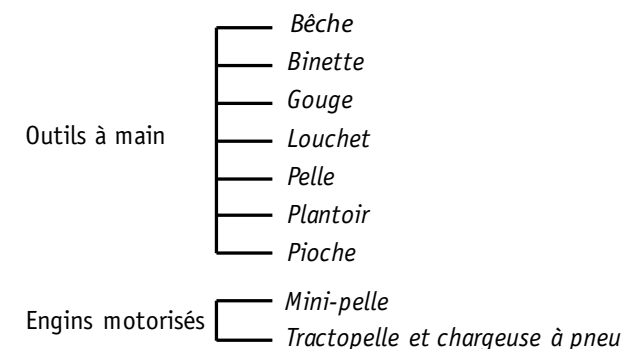 Bêche
Binette
Gouge
Outils à main
Louchet
Pelle
Plantoir
Pioche
Mini-pelle
Engins motorisés
Tractopelle et chargeuse à pneu